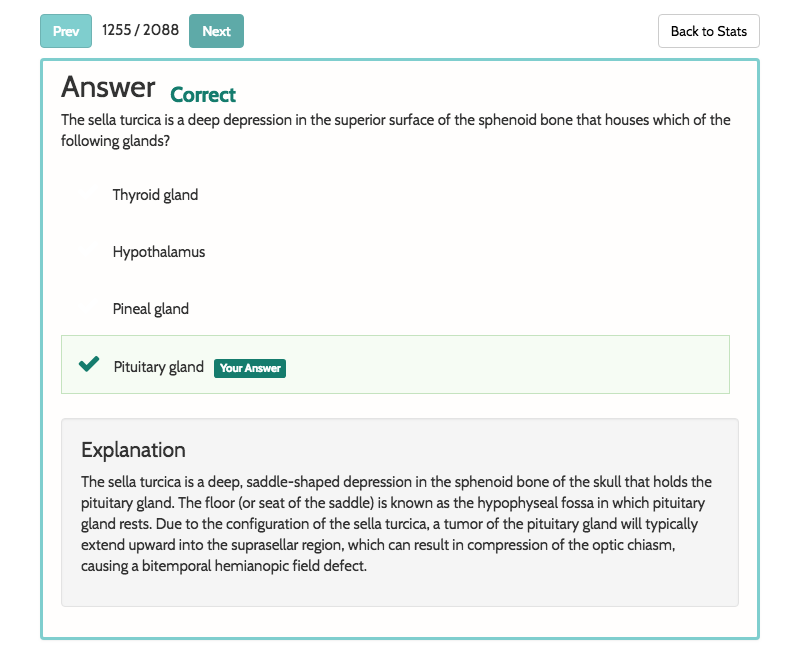 Prev 1255 / 2088 Next Back to Stats
Answer Correct
The sella turcica is a deep depression in the superior surface of the sphenoid bone that houses which of the
following glands?
Thyroid gland
Hypothalamus
Pineal gland
Pituitary gland Your Answer
Explanation
The sella turcica is a deep, saddle-shaped depression in the sphenoid bone of the skull that holds the
pituitary gland. The floor (or seat of the saddle) is known as the hypophyseal fossa in which pituitary
gland rests. Due to the configuration of the sella turcica, a tumor of the pituitary gland will typically
extend upward into the suprasellar region, which can result in compression of the optic chiasm,
causing a bitemporal hemianopic field defect.